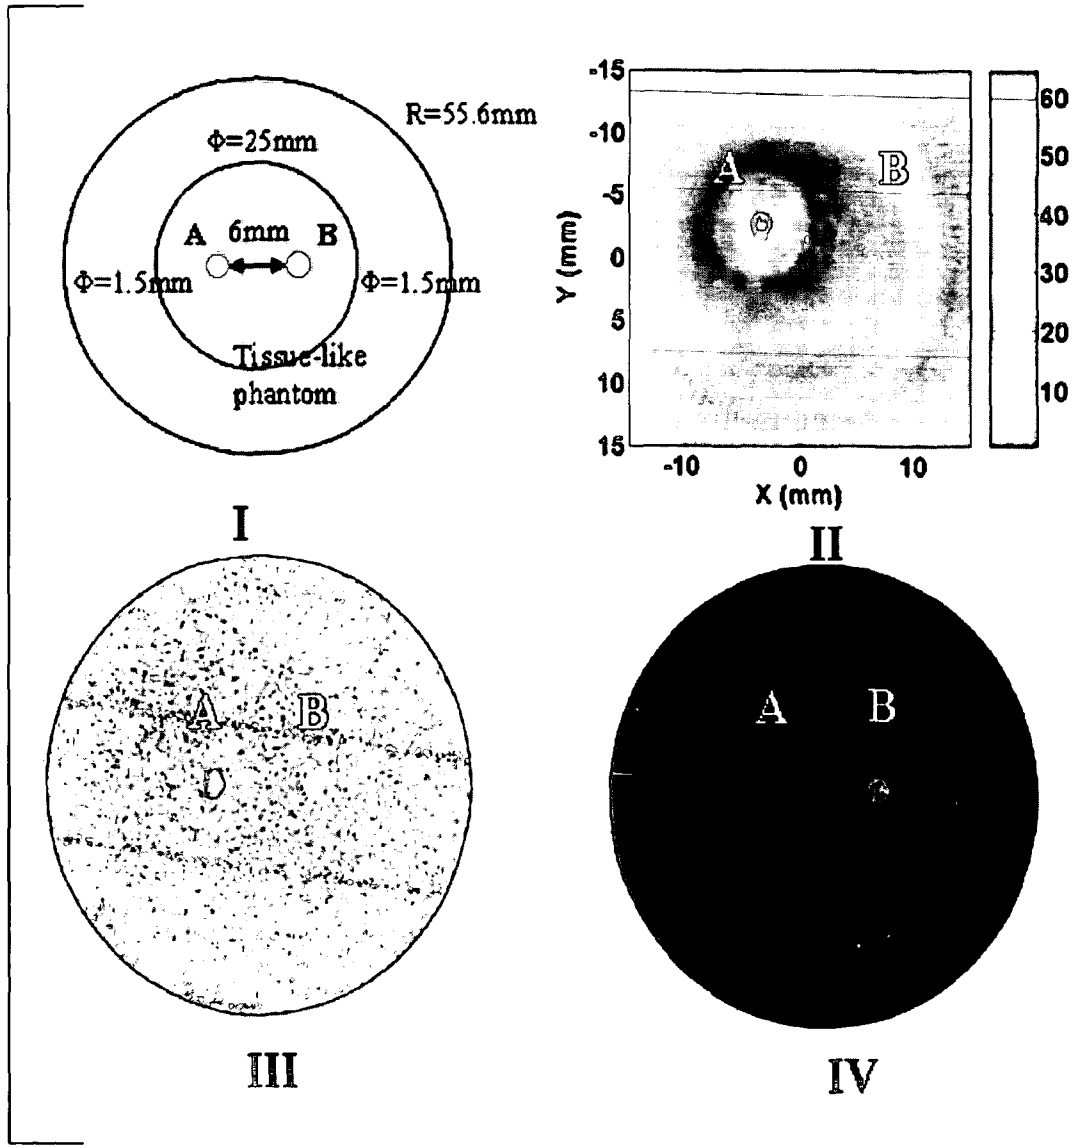 R=55.6mm
Φ=25mm
A 6mm B
Φ=1.5mm Φ=1.5mm
Tissue-like
phantom
I
-15
-10
-5
0
5
10
15
Y (mm)
A B
-10 0 10
X (mm)
60
50
40
30
20
10
II
A B
III
A B
IV